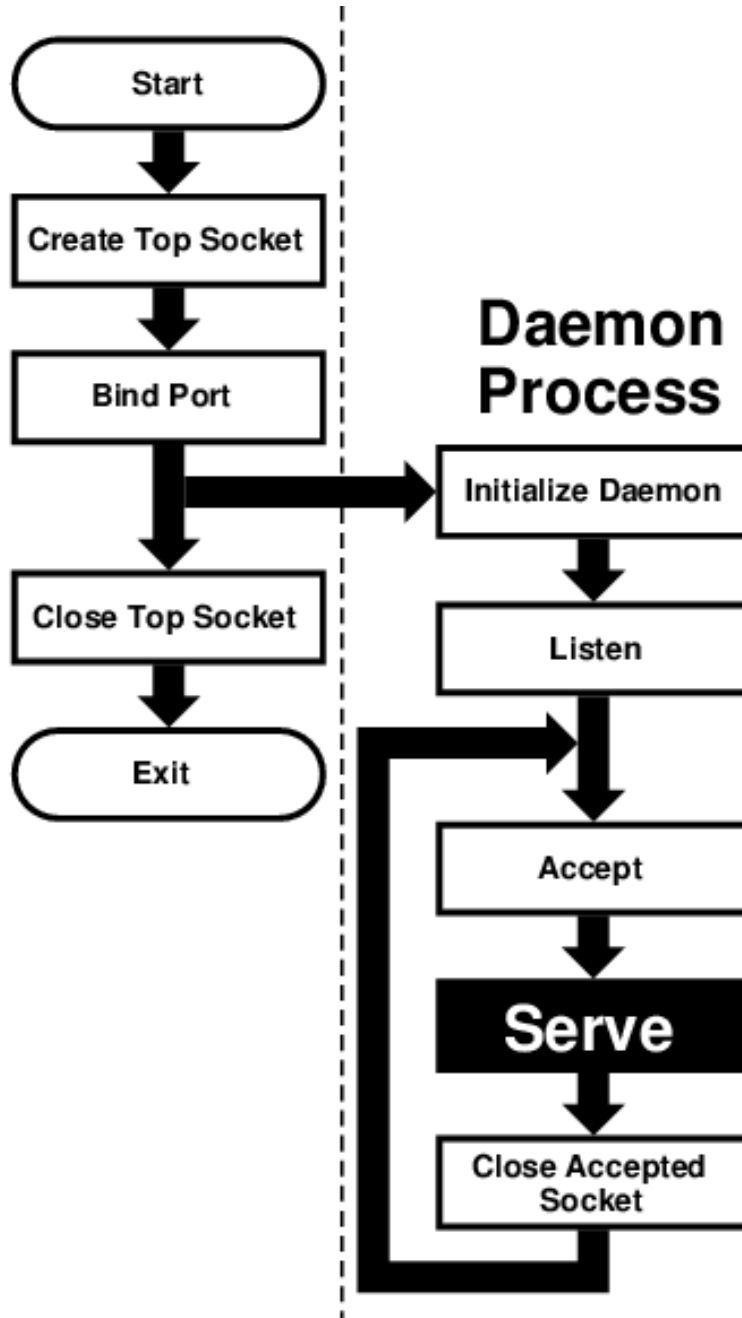 Start
Create Top Socket
Bind Port
Close Top Socket
Exit
Daemon
Process
Initialize Daemon
Listen
Accept
Serve
Close Accepted
Socket